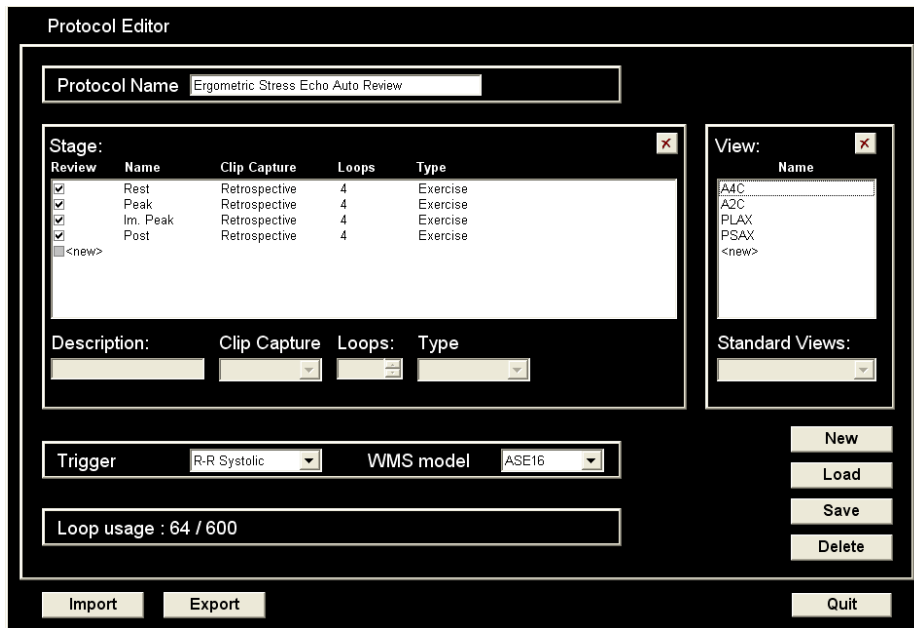 Protocol Editor
Protocol Name Ergometric Stress Echo Auto Review
Stage:
Review Name Clip Capture Loops Type
Rest Retrospective 4 Exercise
Peak Retrospective 4 Exercise
Im. Peak Retrospective 4 Exercise
Post Retrospective 4 Exercise
<new>
Description: Clip Capture Loops: Type
View:
Name
A4C
A2C
PLAX
PSAX
<new>
Standard Views:
Trigger R-R Systolic WMS model ASE16
Loop usage : 64 / 600
New
Load
Save
Delete
Import Export Quit